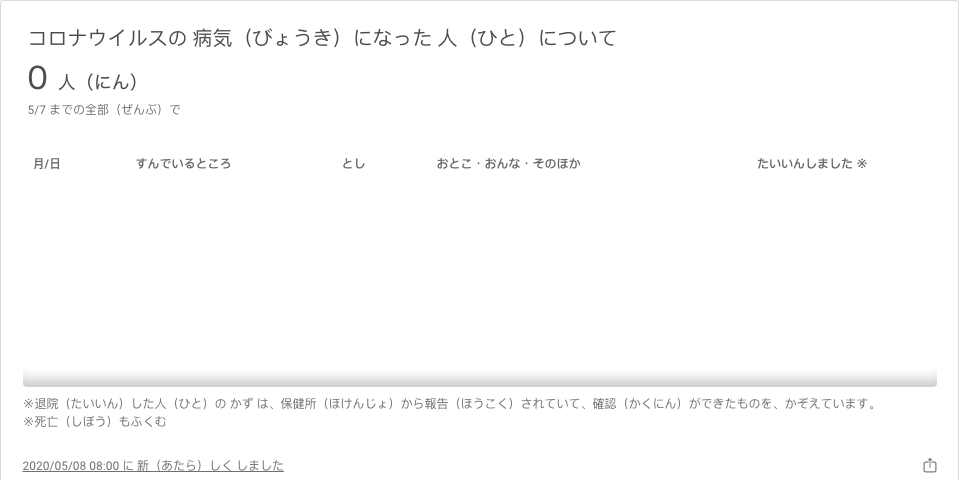 コロナウイルスの 病気（びょうき）になった 人（ひと）について
0 人（にん）
5/7 までの全部（ぜんぶ）で
月/日 すんでいるところ とし おとこ・おんな・そのほか たいいんしました ※
※退院（たいいん）した人（ひと）の かず は、保健所（ほけんじょ）から報告（ほうこく）されていて、確認（かくにん）ができたものを、かぞえています。
※死亡（しぼう）もふくむ
2020/05/08 08:00 に 新（あたら）しく しました